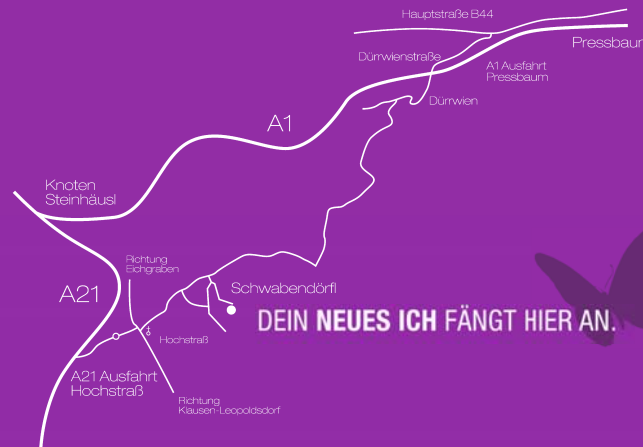 Hauptstraße B44
Pressbaum
Dürrwienstraße
A1 Ausfahrt
Pressbaum
Dürrwien
A1
Knoten
Steinhäusl
Richtung
Eichgraben
A21
Schwabendörfl
DEIN NEUES ICH FÄNGT HIER AN.
Hochstraß
A21 Ausfahrt
Hochstraß
Richtung
Klausen-Leopoldsdorf